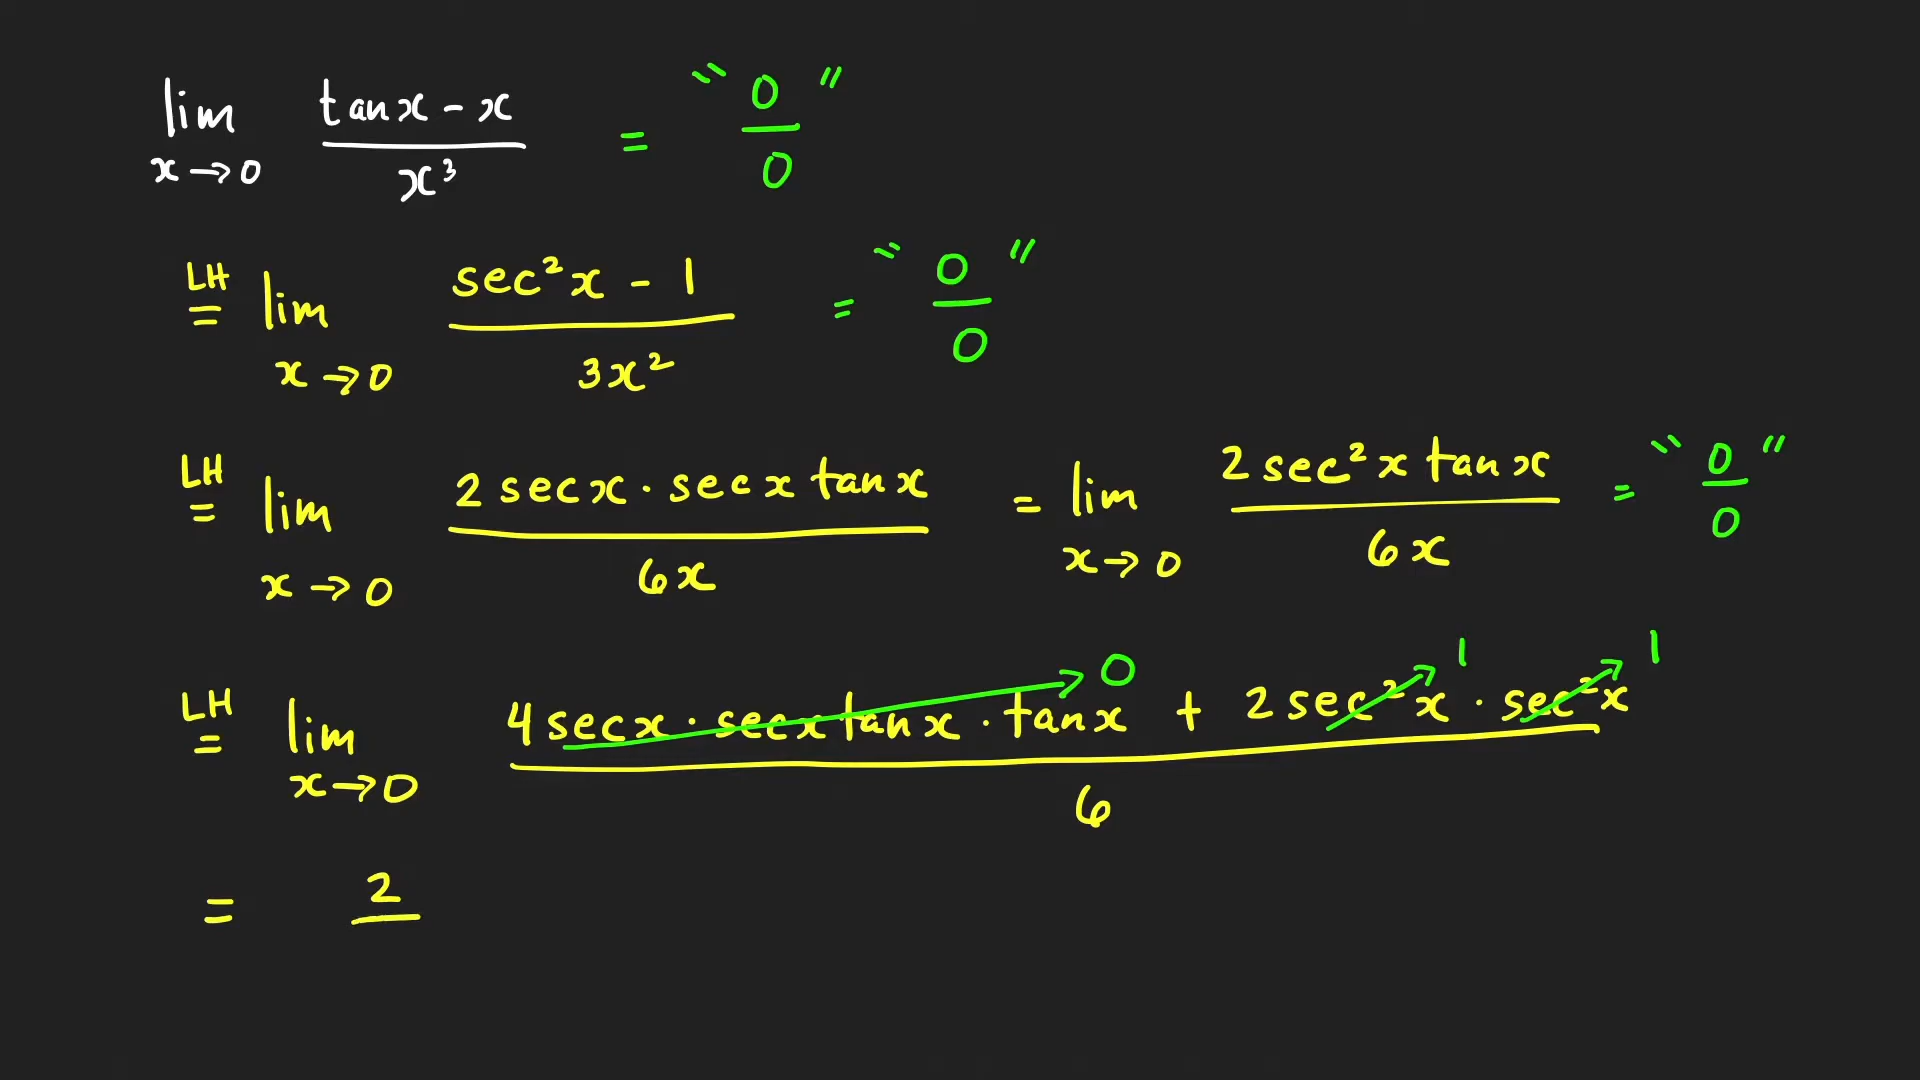 lim x→0 (tan x − x)/x³ = "0/0"
LH= lim x→0 (sec²x − 1)/3x² = "0/0"
LH= lim x→0 (2 sec x · sec x tan x)/6x = lim x→0 (2 sec²x tan x)/6x = "0/0"
LH= lim x→0 (4 sec x · sec x tan x · tan x → 0 + 2 sec²x → 1 · sec²x → 1)/6
= 2/